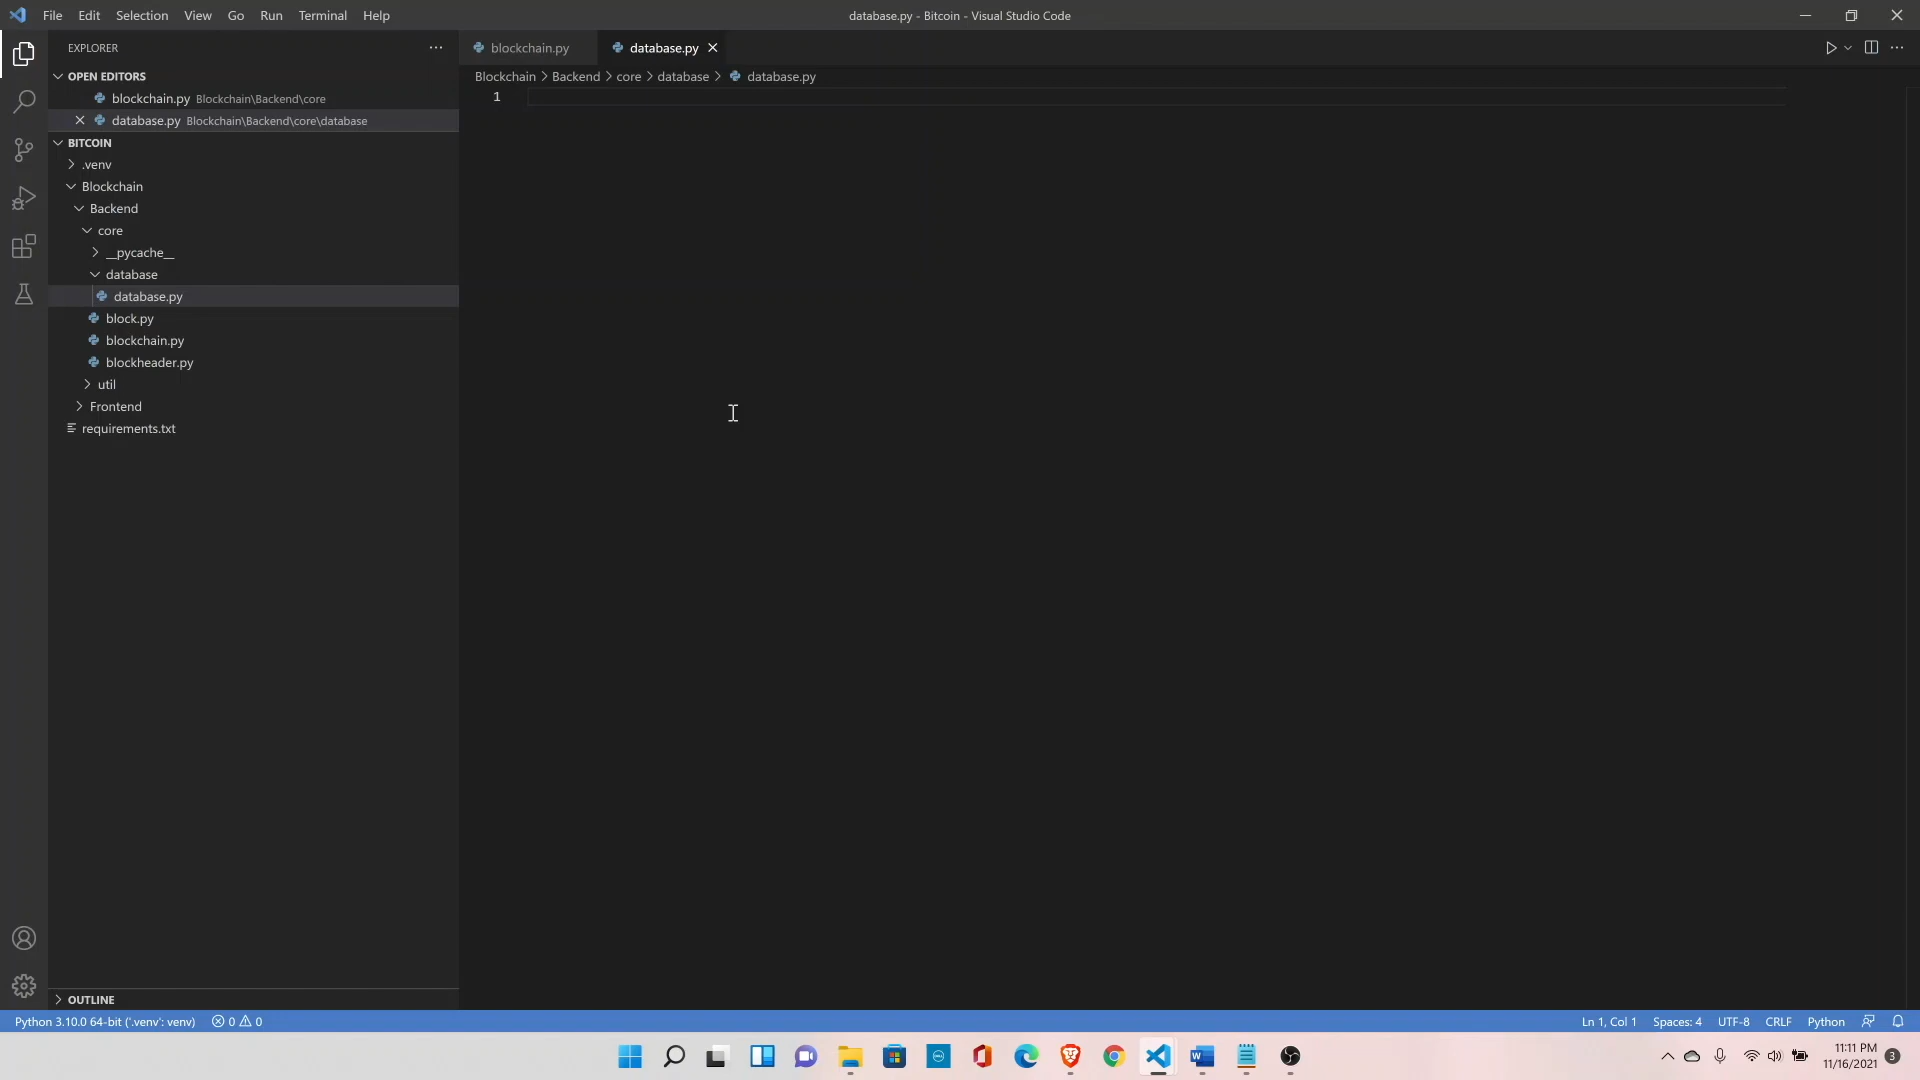 File Edit Selection View Go Run Terminal Help
database.py - Bitcoin - Visual Studio Code
EXPLORER
OPEN EDITORS
blockchain.py Blockchain\Backend\core
database.py Blockchain\Backend\core\database
BITCOIN
.venv
Blockchain
Backend
core
__pycache__
database
database.py
block.py
blockchain.py
blockheader.py
util
Frontend
requirements.txt
OUTLINE
blockchain.py
database.py
Blockchain > Backend > core > database > database.py
1
Python 3.10.0 64-bit ('.venv': venv) 0 0
Ln 1, Col 1 Spaces: 4 UTF-8 CRLF Python
11:11 PM
11/16/2021
3